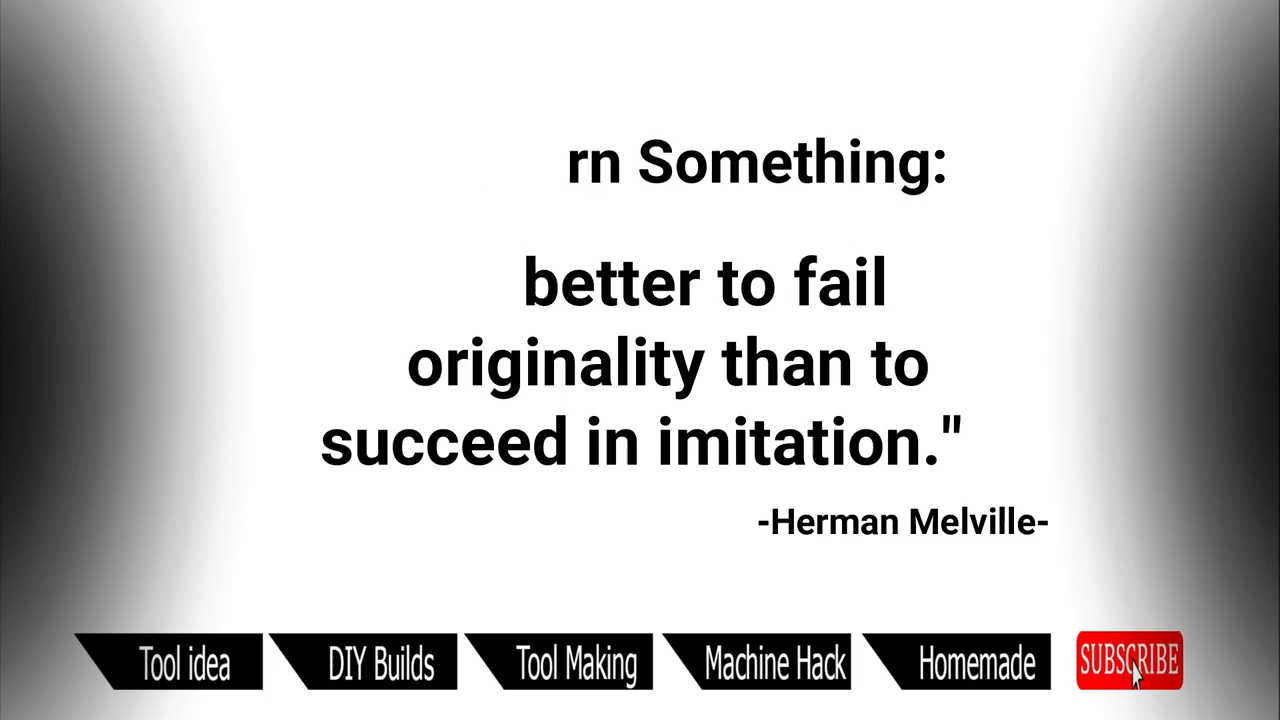 rn Something:
better to fail
originality than to
succeed in imitation."
-Herman Melville-
Tool idea DIY Builds Tool Making Machine Hack Homemade SUBSCRIBE